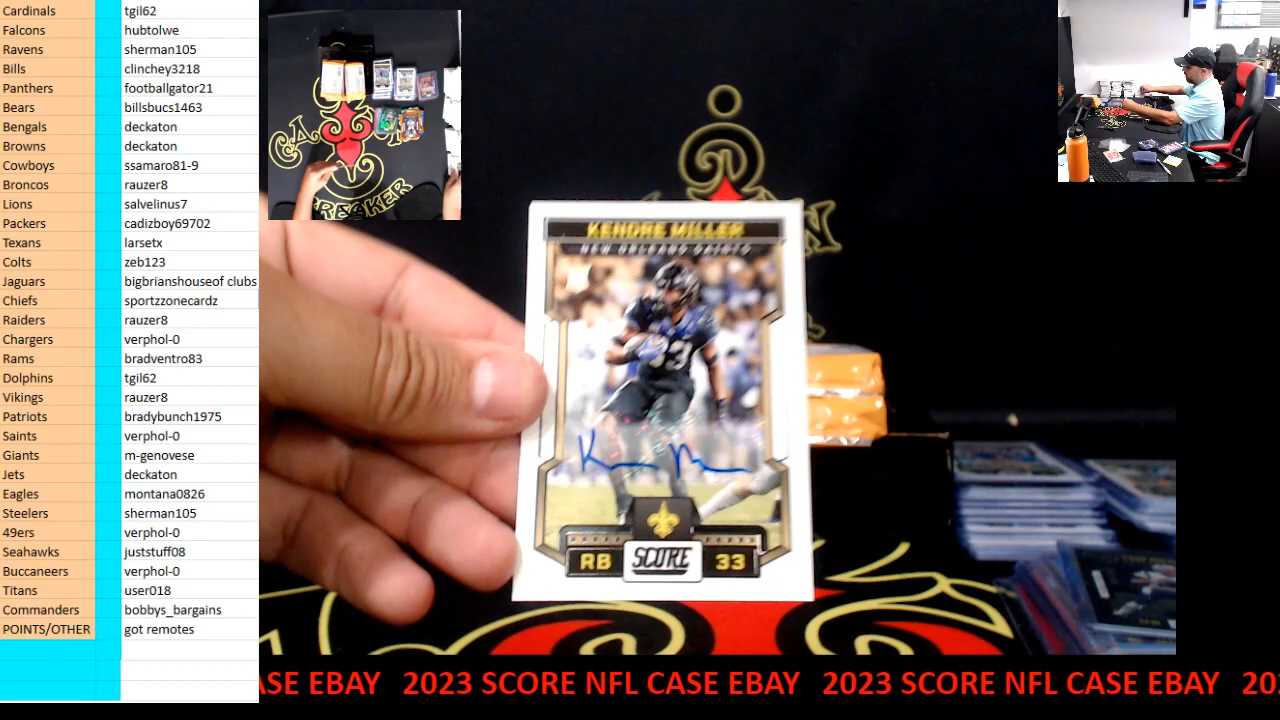 Cardinals tgil62
Falcons hubtolwe
Ravens sherman105
Bills clinchey3218
Panthers footballgator21
Bears billsbucs1463
Bengals deckaton
Browns deckaton
Cowboys ssamaro81-9
Broncos rauzer8
Lions salvelinus7
Packers cadizboy69702
Texans larsetx
Colts zeb123
Jaguars bigbrianshouseof clubs
Chiefs sportzzonecardz
Raiders rauzer8
Chargers verphol-0
Rams bradventro83
Dolphins tgil62
Vikings rauzer8
Patriots bradybunch1975
Saints verphol-0
Giants m-genovese
Jets deckaton
Eagles montana0826
Steelers sherman105
49ers verphol-0
Seahawks juststuff08
Buccaneers verphol-0
Titans user018
Commanders bobbys_bargains
POINTS/OTHER got remotes
BREAKER
KENDRE MILLER
NEW ORLEANS SAINTS
33
RB SCORE 33
ASE EBAY 2023 SCORE NFL CASE EBAY 2023 SCORE NFL CASE EBAY 202